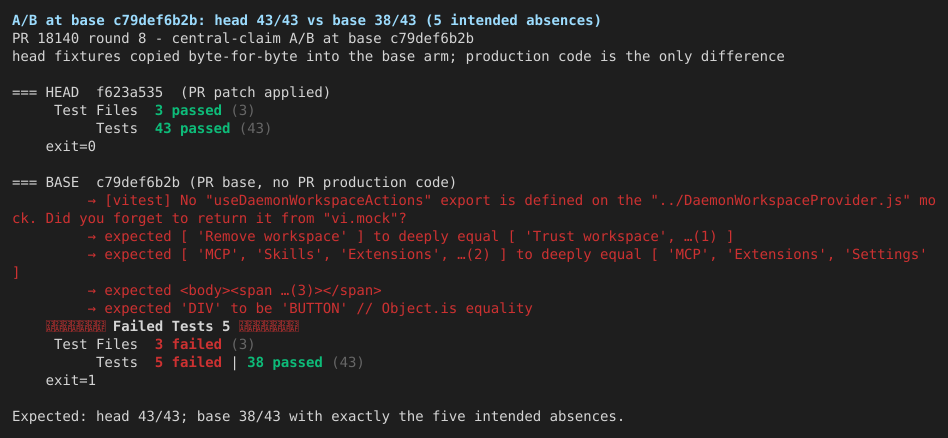 A/B at base c79def6b2b: head 43/43 vs base 38/43 (5 intended absences)
PR 18140 round 8 - central-claim A/B at base c79def6b2b
head fixtures copied byte-for-byte into the base arm; production code is the only difference
=== HEAD  f623a535  (PR patch applied)
Test Files  3 passed (3)
Tests  43 passed (43)
exit=0
=== BASE  c79def6b2b (PR base, no PR production code)
→ [vitest] No "useDaemonWorkspaceActions" export is defined on the "../DaemonWorkspaceProvider.js" mo
ck. Did you forget to return it from "vi.mock"?
→ expected [ 'Remove workspace' ] to deeply equal [ 'Trust workspace', …(1) ]
→ expected [ 'MCP', 'Skills', 'Extensions', …(2) ] to deeply equal [ 'MCP', 'Extensions', 'Settings'
]
→ expected <body><span …(3)></span>
→ expected 'DIV' to be 'BUTTON' // Object.is equality
Failed Tests 5
Test Files  3 failed (3)
Tests  5 failed | 38 passed (43)
exit=1
Expected: head 43/43; base 38/43 with exactly the five intended absences.